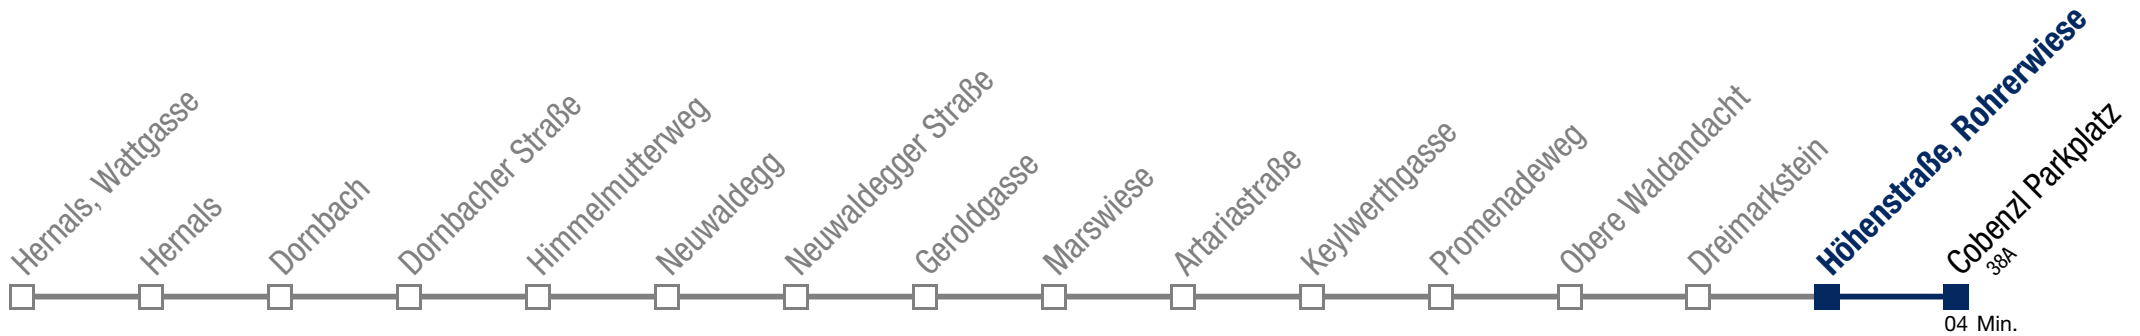 Hernals, Wattgasse
Hernals
Dornbach
Dornbacher Straße
Himmelmutterweg
Neuwaldegg
Neuwaldegger Straße
Geroldgasse
Marswiese
Artariastraße
Keylwerthgasse
Promenadeweg
Obere Waldandacht
Dreimarkstein
Höhenstraße, Rohrerwiese
Cobenzl Parkplatz
38A
04 Min.